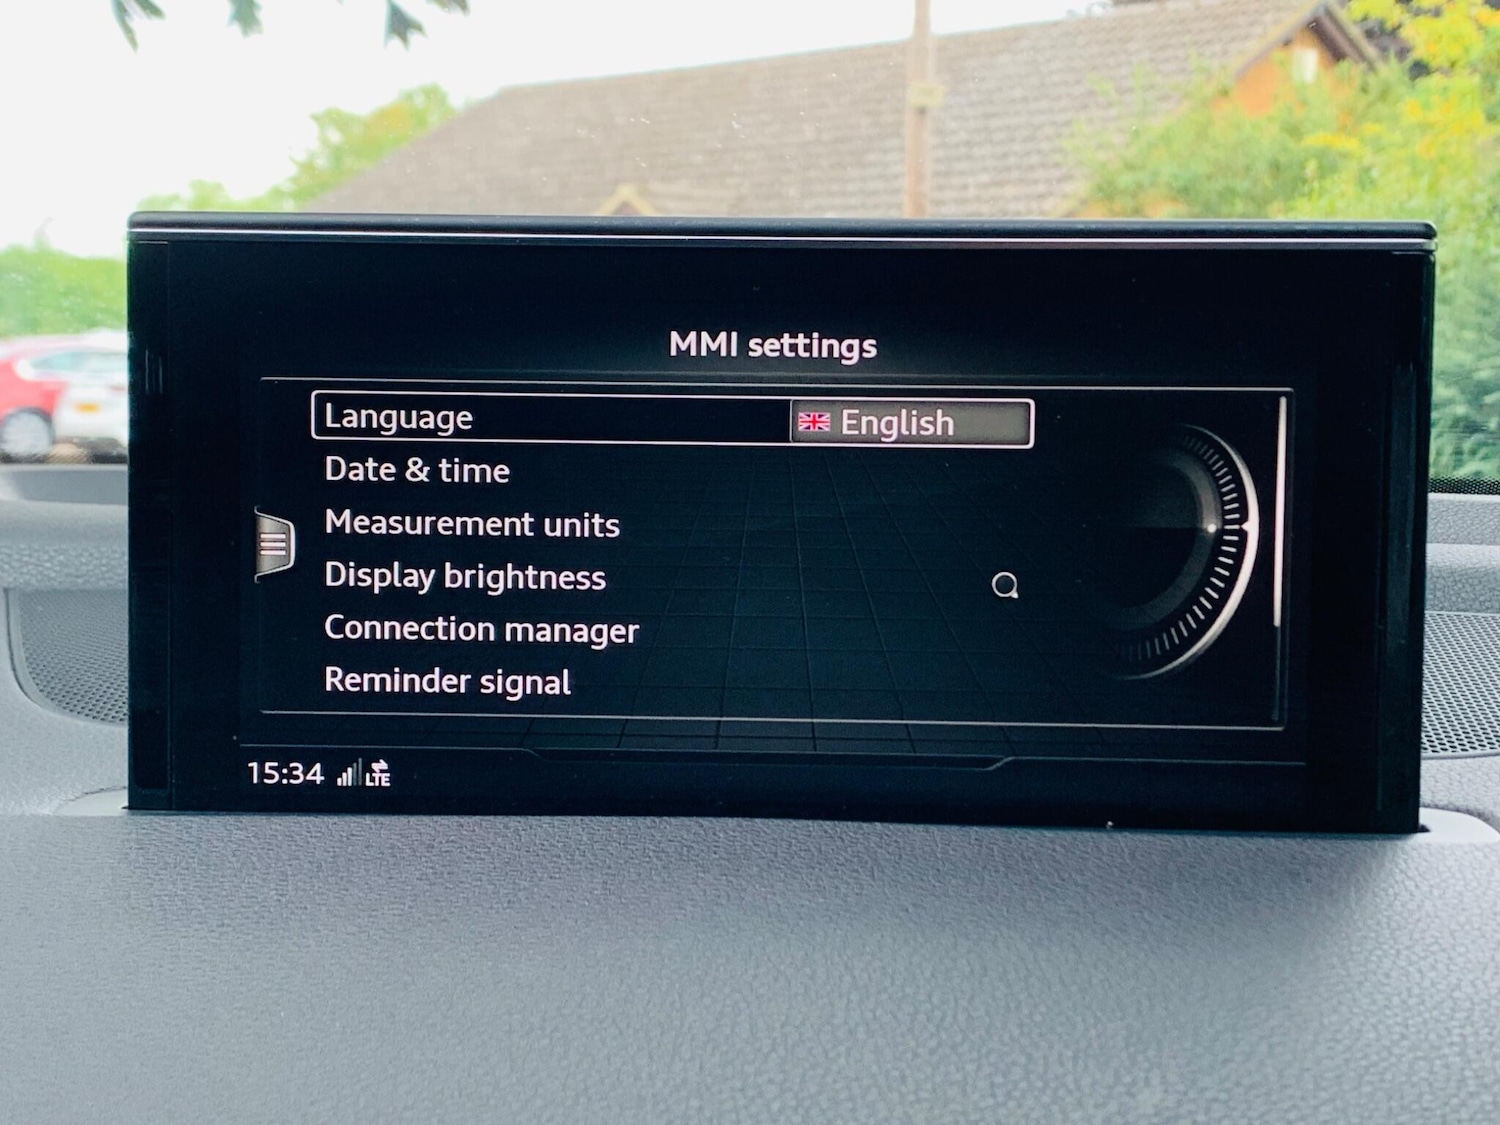 MMI settings
Language English
Date & time
Measurement units
Display brightness
Connection manager
Reminder signal
15:34 LTE